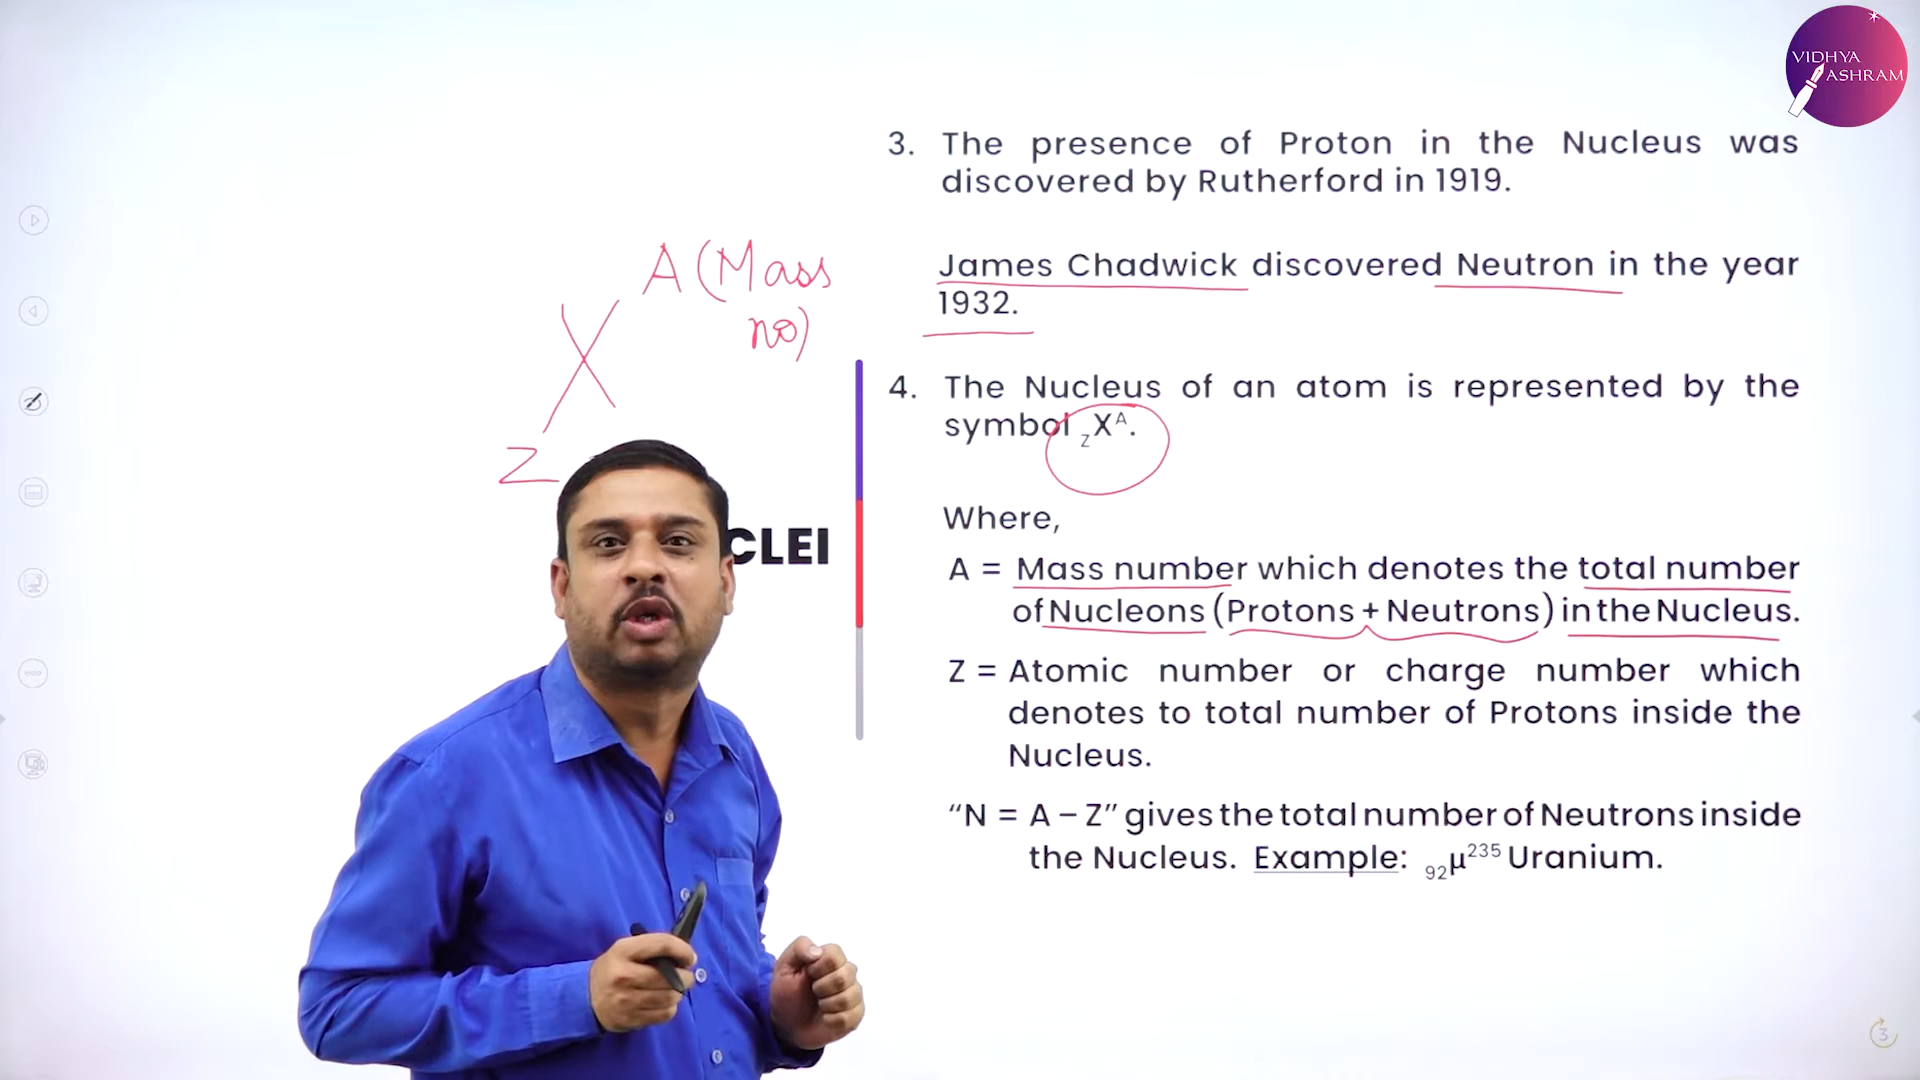 VIDHYA
ASHRAM
3. The presence of Proton in the Nucleus was
discovered by Rutherford in 1919.
James Chadwick discovered Neutron in the year
1932.
A (Mass
no)
X
Z
CLEI
4. The Nucleus of an atom is represented by the
symbol ZXᴬ.
Where,
A = Mass number which denotes the total number
of Nucleons (Protons + Neutrons) in the Nucleus.
Z = Atomic number or charge number which
denotes to total number of Protons inside the
Nucleus.
“N = A – Z” gives the total number of Neutrons inside
the Nucleus. Example: ₉₂μ²³⁵ Uranium.
3